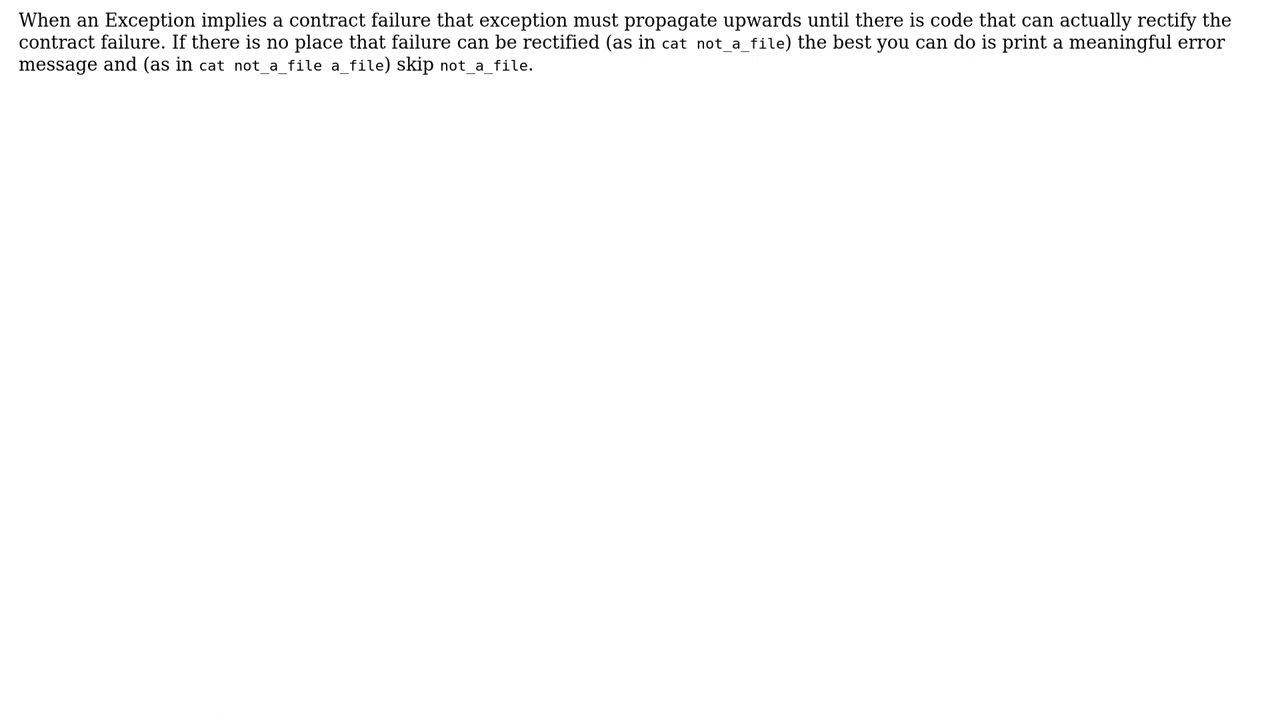 When an Exception implies a contract failure that exception must propagate upwards until there is code that can actually rectify the
contract failure. If there is no place that failure can be rectified (as in cat not_a_file) the best you can do is print a meaningful error
message and (as in cat not_a_file a_file) skip not_a_file.